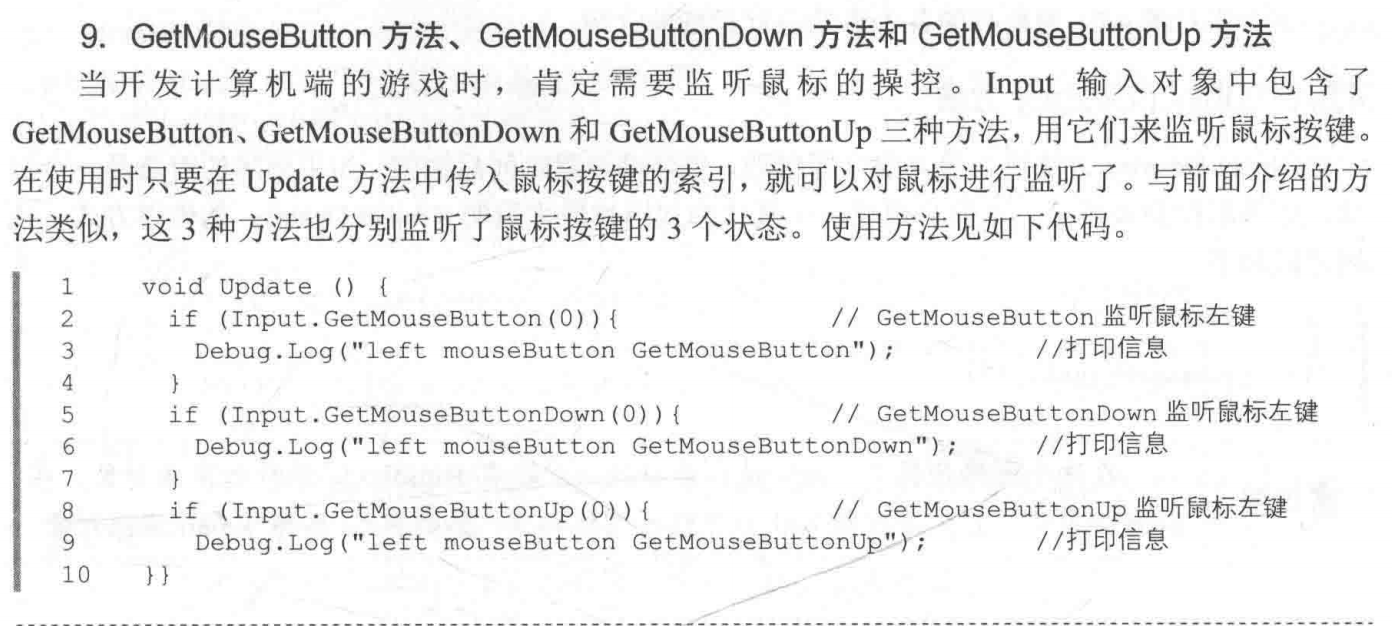 9. GetMouseButton 方法、GetMouseButtonDown 方法和 GetMouseButtonUp 方法
当开发计算机端的游戏时，肯定需要监听鼠标的操控。Input 输入对象中包含了
GetMouseButton、GetMouseButtonDown 和 GetMouseButtonUp 三种方法，用它们来监听鼠标按键。
在使用时只要在 Update 方法中传入鼠标按键的索引，就可以对鼠标进行监听了。与前面介绍的方
法类似，这 3 种方法也分别监听了鼠标按键的 3 个状态。使用方法见如下代码。
1 void Update () {
2 if (Input.GetMouseButton(0)){ // GetMouseButton 监听鼠标左键
3 Debug.Log("left mouseButton GetMouseButton"); //打印信息
4 }
5 if (Input.GetMouseButtonDown(0)){ // GetMouseButtonDown 监听鼠标左键
6 Debug.Log("left mouseButton GetMouseButtonDown"); //打印信息
7 }
8 if (Input.GetMouseButtonUp(0)){ // GetMouseButtonUp 监听鼠标左键
9 Debug.Log("left mouseButton GetMouseButtonUp"); //打印信息
10 }}